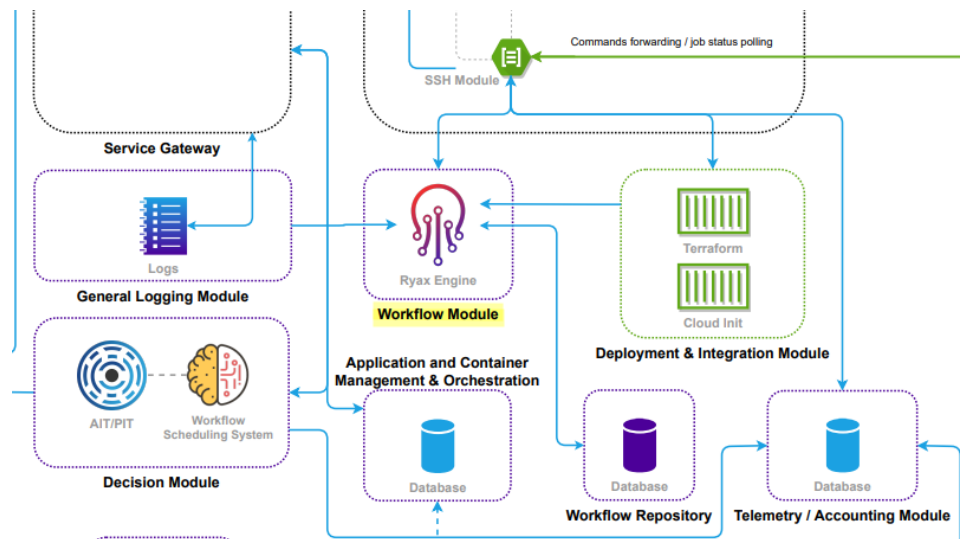 Commands forwarding / job status polling
SSH Module
Service Gateway
Logs
General Logging Module
Ryax Engine
Workflow Module
Terraform
Cloud Init
Deployment & Integration Module
AIT/PIT
Workflow
Scheduling System
Decision Module
Application and Container
Management & Orchestration
Database
Database
Workflow Repository
Database
Telemetry / Accounting Module